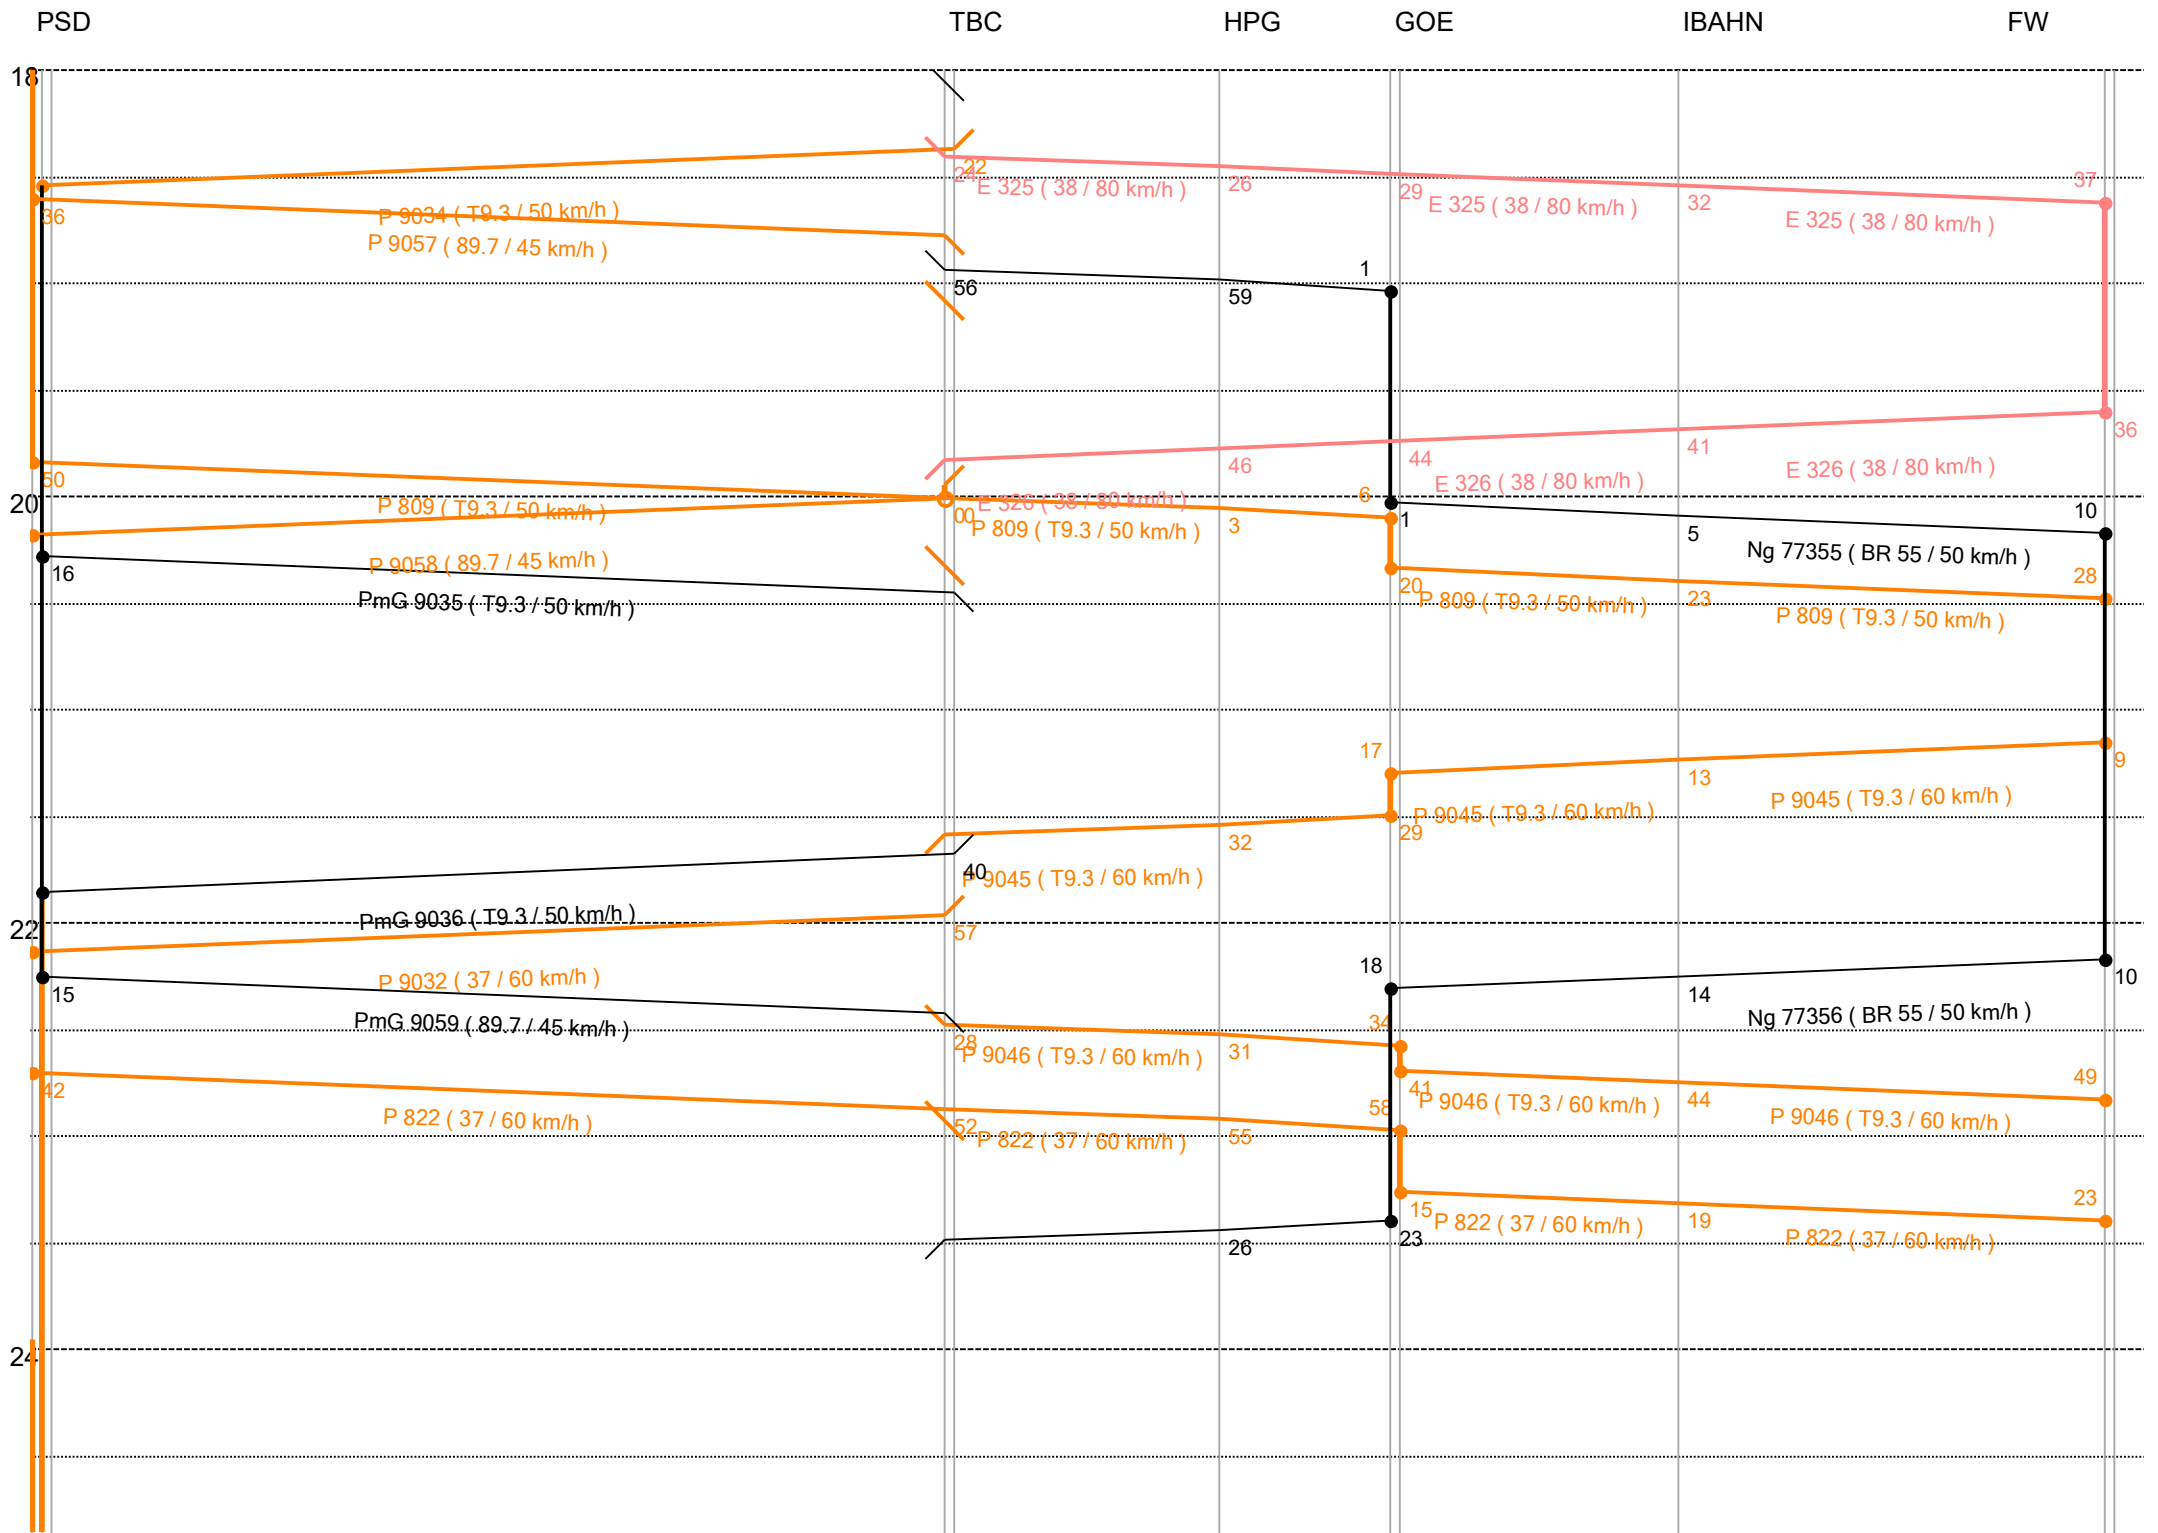 PSD TBC HPG GOE IBAHN FW
18
22
24 E 325 ( 38 / 80 km/h ) 26 29 E 325 ( 38 / 80 km/h ) 32 E 325 ( 38 / 80 km/h ) 37
36 P 9034 ( T9.3 / 50 km/h )
P 9057 ( 89.7 / 45 km/h )
56 59 1
36
46 44 41
E 326 ( 38 / 80 km/h ) E 326 ( 38 / 80 km/h ) E 326 ( 38 / 80 km/h )
50
20 P 809 ( T9.3 / 50 km/h ) 00 P 809 ( T9.3 / 50 km/h ) 3 6
1 5 Ng 77355 ( BR 55 / 50 km/h ) 10
P 9058 ( 89.7 / 45 km/h )
16 PmG 9035 ( T9.3 / 50 km/h )
20 P 809 ( T9.3 / 50 km/h ) 23 P 809 ( T9.3 / 50 km/h ) 28
17 13 9
P 9045 ( T9.3 / 60 km/h ) P 9045 ( T9.3 / 60 km/h )
32 29
40 P 9045 ( T9.3 / 60 km/h )
PmG 9036 ( T9.3 / 50 km/h )
22 57
P 9032 ( 37 / 60 km/h )
18 14 10
Ng 77356 ( BR 55 / 50 km/h )
15 PmG 9059 ( 89.7 / 45 km/h )
28 P 9046 ( T9.3 / 60 km/h ) 31 34
41 P 9046 ( T9.3 / 60 km/h ) 44 P 9046 ( T9.3 / 60 km/h ) 49
42 P 822 ( 37 / 60 km/h ) 52 P 822 ( 37 / 60 km/h ) 55 58
15 P 822 ( 37 / 60 km/h ) 19 P 822 ( 37 / 60 km/h ) 23
26 23
24